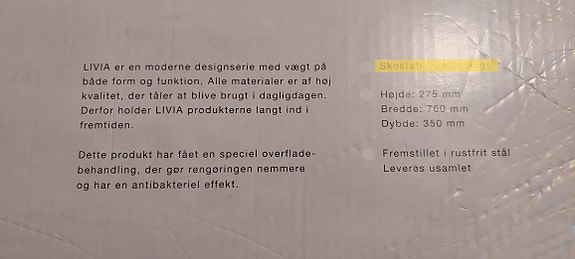 LIVIA er en moderne designserie med vægt på
både form og funktion. Alle materialer er af høj
kvalitet, der tåler at blive brugt i dagligdagen.
Derfor holder LIVIA produkterne langt ind i
fremtiden.
Dette produkt har fået en speciel overflade-
behandling, der gør rengøringen nemmere
og har en antibakteriel effekt.
Højde: 275 mm
Bredde: 750 mm
Dybde: 350 mm
Fremstillet i rustfrit stål
Leveres usamlet